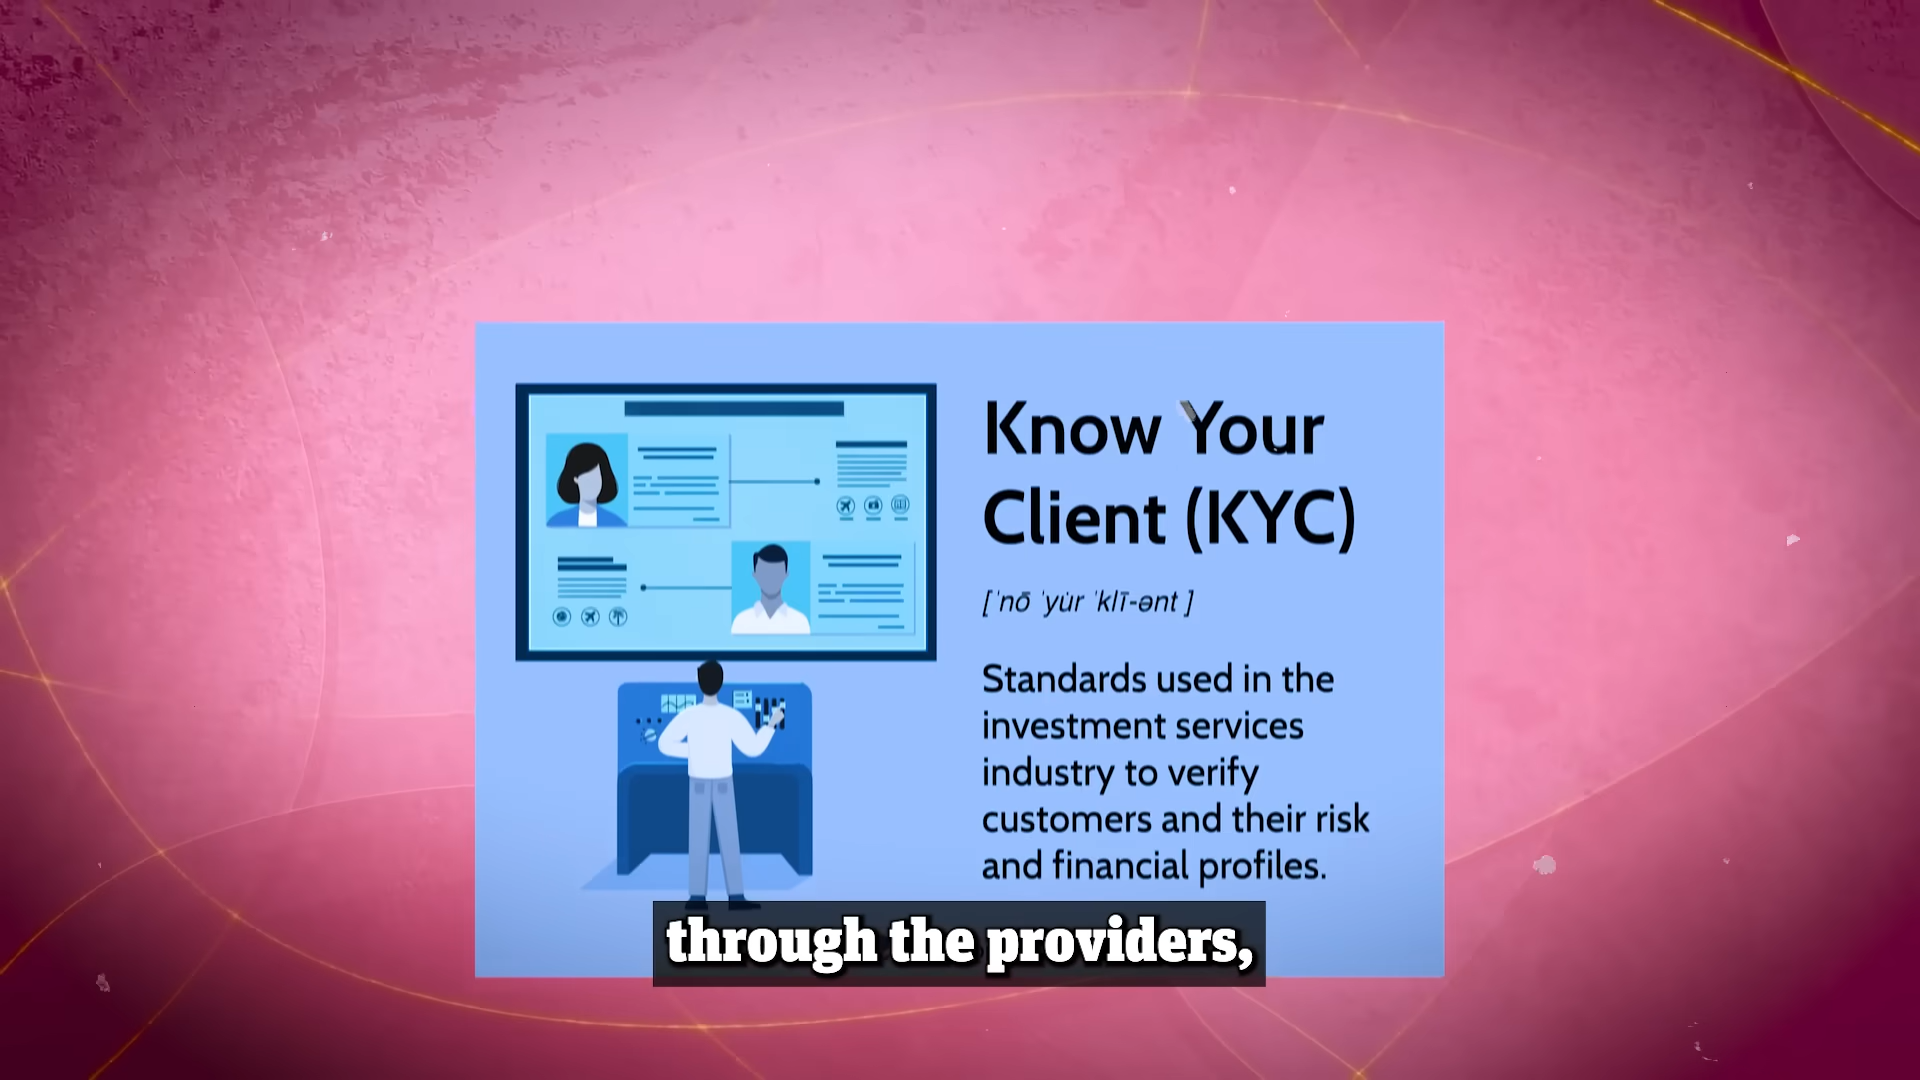 Know Your
Client (KYC)
[ ˈnō ˈyu̇r ˈklī-ənt ]
Standards used in the
investment services
industry to verify
customers and their risk
and financial profiles.
through the providers,